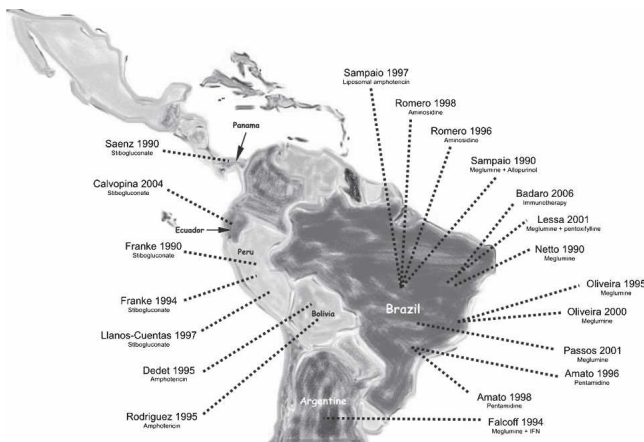 Sampaio 1997
Liposomal amphotencin
Romero 1998
Aminosidine
Romero 1996
Aminosidine
Sampaio 1990
Meglumine + Allopurinol
Badaro 2006
Immunotherapy
Lessa 2001
Meglumine + pentoxifylline
Netto 1990
Meglumine
Oliveira 1995
Meglumine
Oliveira 2000
Meglumine
Passos 2001
Meglumine
Amato 1996
Pentamidine
Amato 1998
Pentamidine
Falcoff 1994
Meglumine + IFN
Panama
Saenz 1990
Stibogluconate
Calvopina 2004
Stibogluconate
Ecuador
Franke 1990
Stibogluconate
Peru
Franke 1994
Stibogluconate
Llanos-Cuentas 1997
Stibogluconate
Bolivia
Brazil
Dedet 1995
Amphotencin
Rodriguez 1995
Amphotencin
Argentine